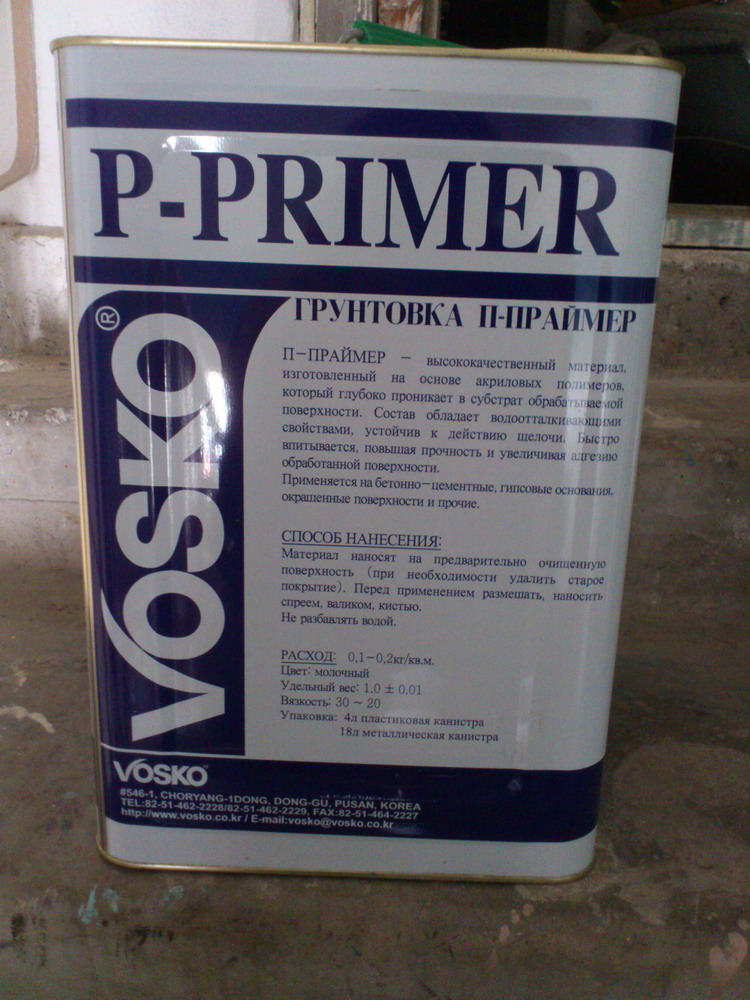 P-PRIMER
ГРУНТОВКА П-ПРАЙМЕР
VOSKO®
П-ПРАЙМЕР - высококачественный материал,
изготовленный на основе акриловых полимеров,
который глубоко проникает в субстрат обрабатываемой
поверхности. Состав обладает водоотталкивающими
свойствами, устойчив к действию щелочи. Быстро
впитывается, повышая прочность и увеличивая адгезию
обработанной поверхности.
Применяется на бетонно-цементные, гипсовые основания,
окрашенные поверхности и прочие.
СПОСОБ НАНЕСЕНИЯ:
Материал наносят на предварительно очищенную
поверхность (при необходимости удалить старое
покрытие). Перед применением размешать, наносить
спреем, валиком, кистью.
Не разбавлять водой.
РАСХОД: 0,1-0,2кг/кв.м.
Цвет: молочный
Удельный вес: 1.0 ± 0.01
Вязкость: 30 ~ 20
Упаковка: 4л пластиковая канистра
18л металлическая канистра
VOSKO™
#546-1, CHORYANG-1DONG, DONG-GU, PUSAN, KOREA
TEL:82-51-462-2228/82-51-462-2229, FAX:82-51-464-2227
http://www.vosko.co.kr / E-mail:vosko@vosko.co.kr